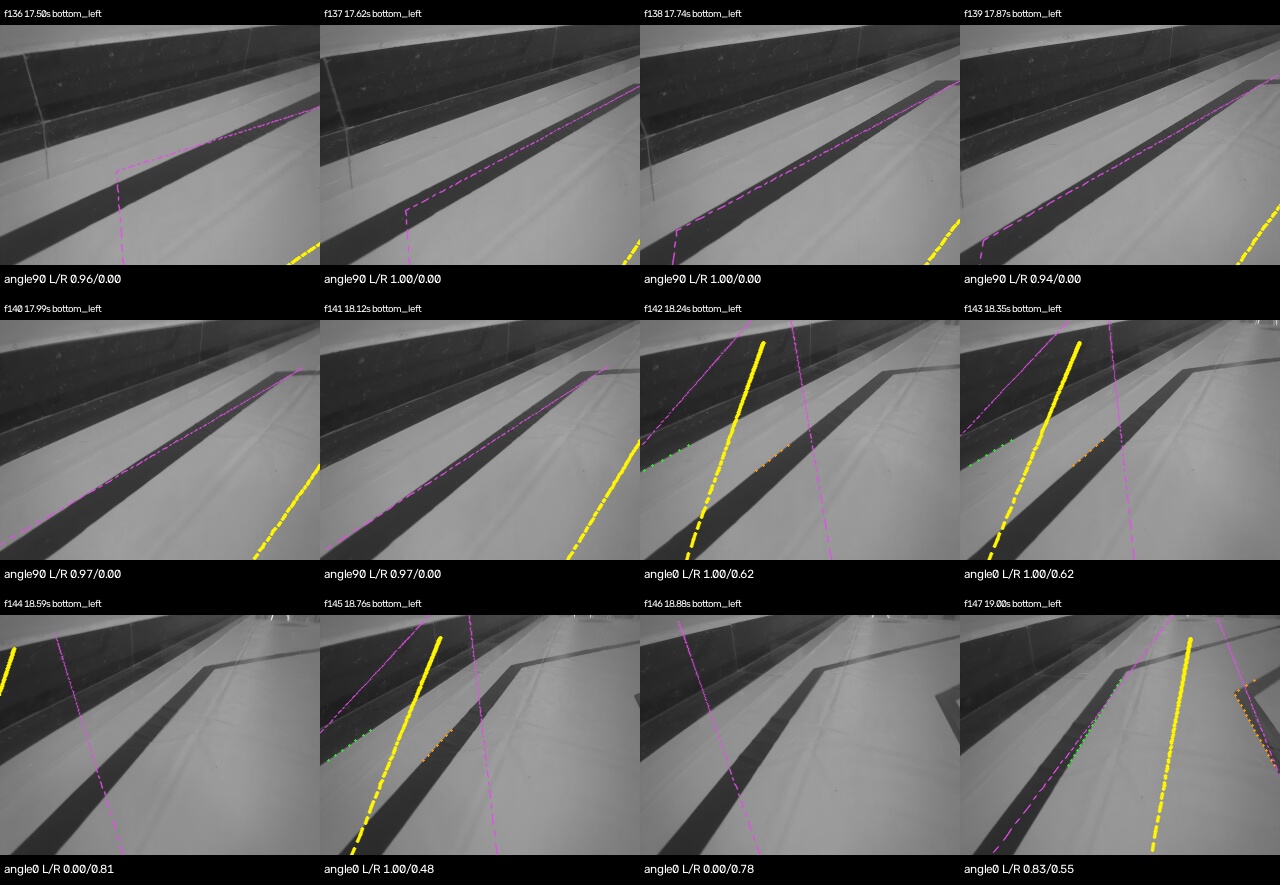 f136 17.50s bottom_left
f137 17.62s bottom_left
f138 17.74s bottom_left
f139 17.87s bottom_left
angle90 L/R 0.96/0.00
angle90 L/R 1.00/0.00
angle90 L/R 1.00/0.00
angle90 L/R 0.94/0.00
f140 17.99s bottom_left
f141 18.12s bottom_left
f142 18.24s bottom_left
f143 18.35s bottom_left
angle90 L/R 0.97/0.00
angle90 L/R 0.97/0.00
angle0 L/R 1.00/0.62
angle0 L/R 1.00/0.62
f144 18.59s bottom_left
f145 18.76s bottom_left
f146 18.88s bottom_left
f147 19.00s bottom_left
angle0 L/R 0.00/0.81
angle0 L/R 1.00/0.48
angle0 L/R 0.00/0.78
angle0 L/R 0.83/0.55